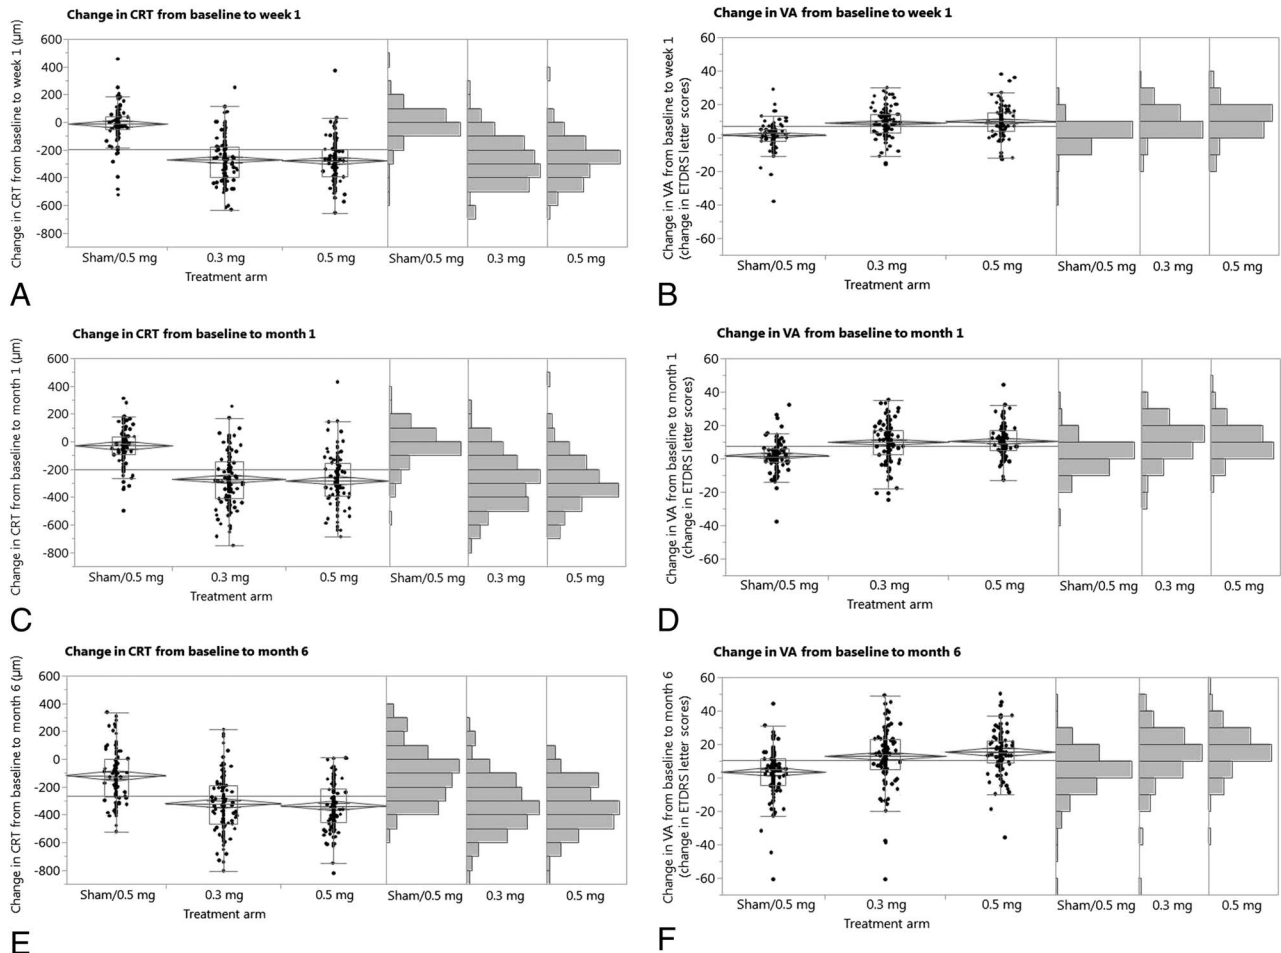 A
Change in CRT from baseline to week 1
Change in CRT from baseline to week 1 (µm)
600
400
200
0
-200
-400
-600
-800
Sham/0.5 mg 0.3 mg 0.5 mg Sham/0.5 mg 0.3 mg 0.5 mg
Treatment arm
B
Change in VA from baseline to week 1
Change in VA from baseline to week 1
(change in ETDRS letter scores)
60
40
20
0
-20
-40
-60
Sham/0.5 mg 0.3 mg 0.5 mg Sham/0.5 mg 0.3 mg 0.5 mg
Treatment arm
C
Change in CRT from baseline to month 1
Change in CRT from baseline to month 1 (µm)
600
400
200
0
-200
-400
-600
-800
Sham/0.5 mg 0.3 mg 0.5 mg Sham/0.5 mg 0.3 mg 0.5 mg
Treatment arm
D
Change in VA from baseline to month 1
Change in VA from baseline to month 1
(change in ETDRS letter scores)
60
40
20
0
-20
-40
-60
Sham/0.5 mg 0.3 mg 0.5 mg Sham/0.5 mg 0.3 mg 0.5 mg
Treatment arm
E
Change in CRT from baseline to month 6
Change in CRT from baseline to month 6 (µm)
600
400
200
0
-200
-400
-600
-800
Sham/0.5 mg 0.3 mg 0.5 mg Sham/0.5 mg 0.3 mg 0.5 mg
Treatment arm
F
Change in VA from baseline to month 6
Change in VA from baseline to month 6
(change in ETDRS letter scores)
60
40
20
0
-20
-40
-60
Sham/0.5 mg 0.3 mg 0.5 mg Sham/0.5 mg 0.3 mg 0.5 mg
Treatment arm